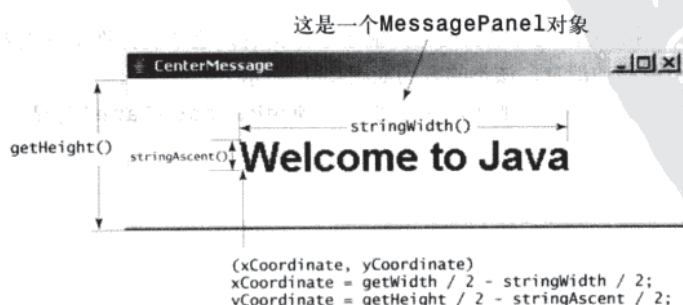 这是一个MessagePanel对象
CenterMessage
stringWidth()
getHeight()
stringAscent()
Welcome to Java
(xCoordinate, yCoordinate)
xCoordinate = getWidth / 2 - stringWidth / 2;
yCoordinate = getHeight / 2 - stringAscent / 2;